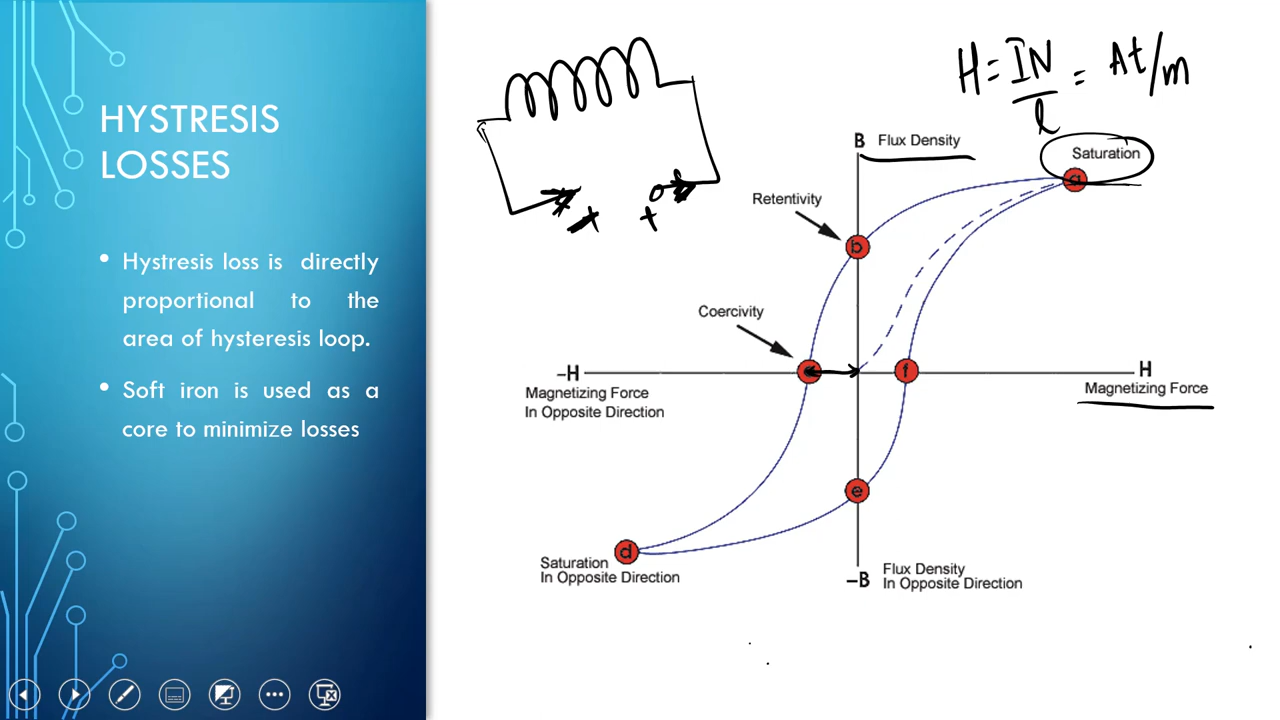 HYSTRESIS
LOSSES
• Hystresis loss is directly
proportional to the
area of hysteresis loop.
• Soft iron is used as a
core to minimize losses
H = IN/l = At/m
B Flux Density
Saturation
a
Retentivity
b
Coercivity
c
f
–H
Magnetizing Force
In Opposite Direction
H
Magnetizing Force
e
d
Saturation
In Opposite Direction
–B
Flux Density
In Opposite Direction
+ +